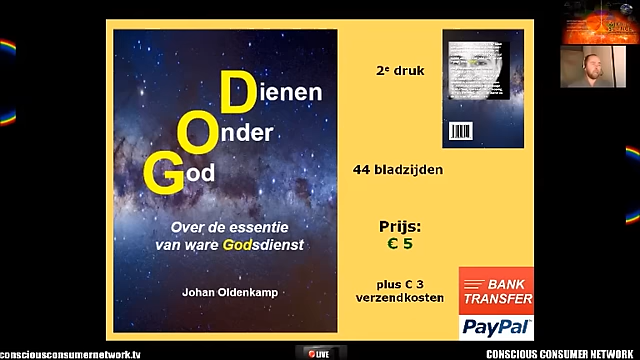 Dienen
Onder
God
Over de essentie
van ware Godsdienst
Johan Oldenkamp
2e druk
44 bladzijden
Prijs:
€ 5
plus € 3
verzendkosten
BANK
TRANSFER
PayPal
consciousconsumernetwork.tv
LIVE
CONSCIOUS CONSUMER NETWORK